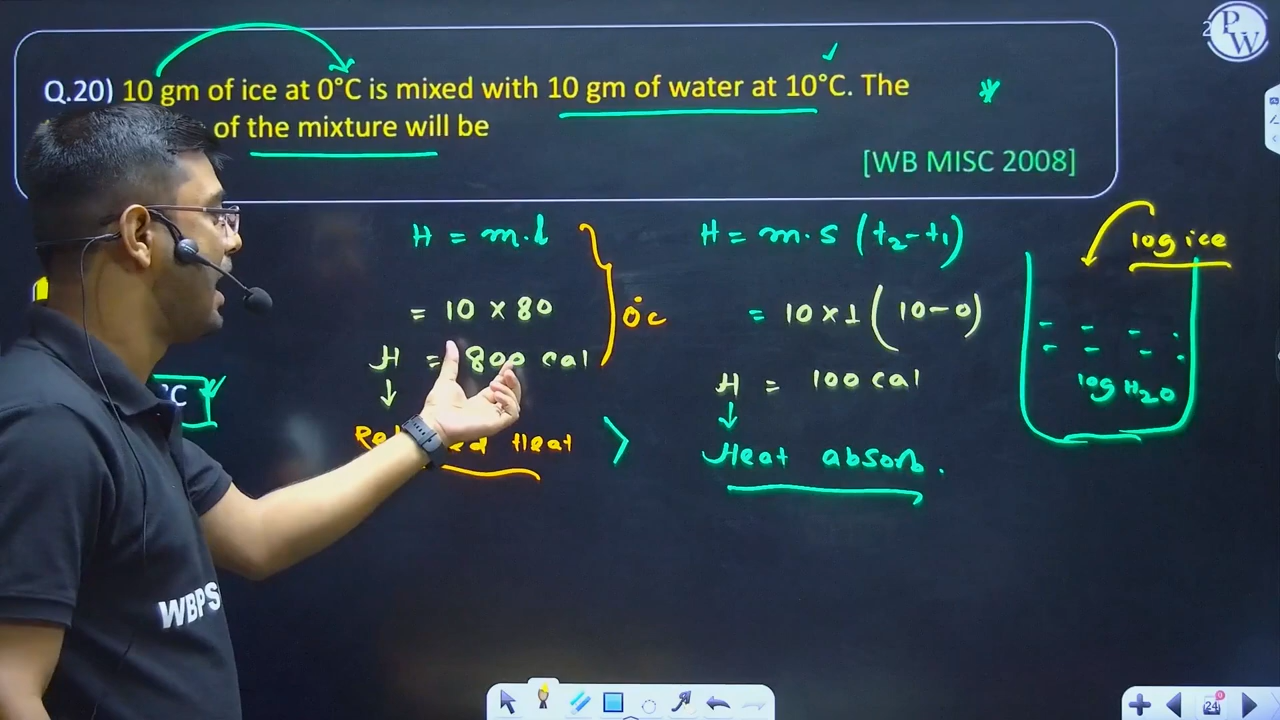 PW
Q.20) 10 gm of ice at 0°C is mixed with 10 gm of water at 10°C. The
of the mixture will be
[WB MISC 2008]
H = m.l
= 10 × 80
H = 800 cal
0°C
Heat
>
H = m.s (t₂-t₁)
= 10×1 (10-0)
H = 100 cal
Heat absorb.
10g ice
10g H₂O
°C
WBPS
24